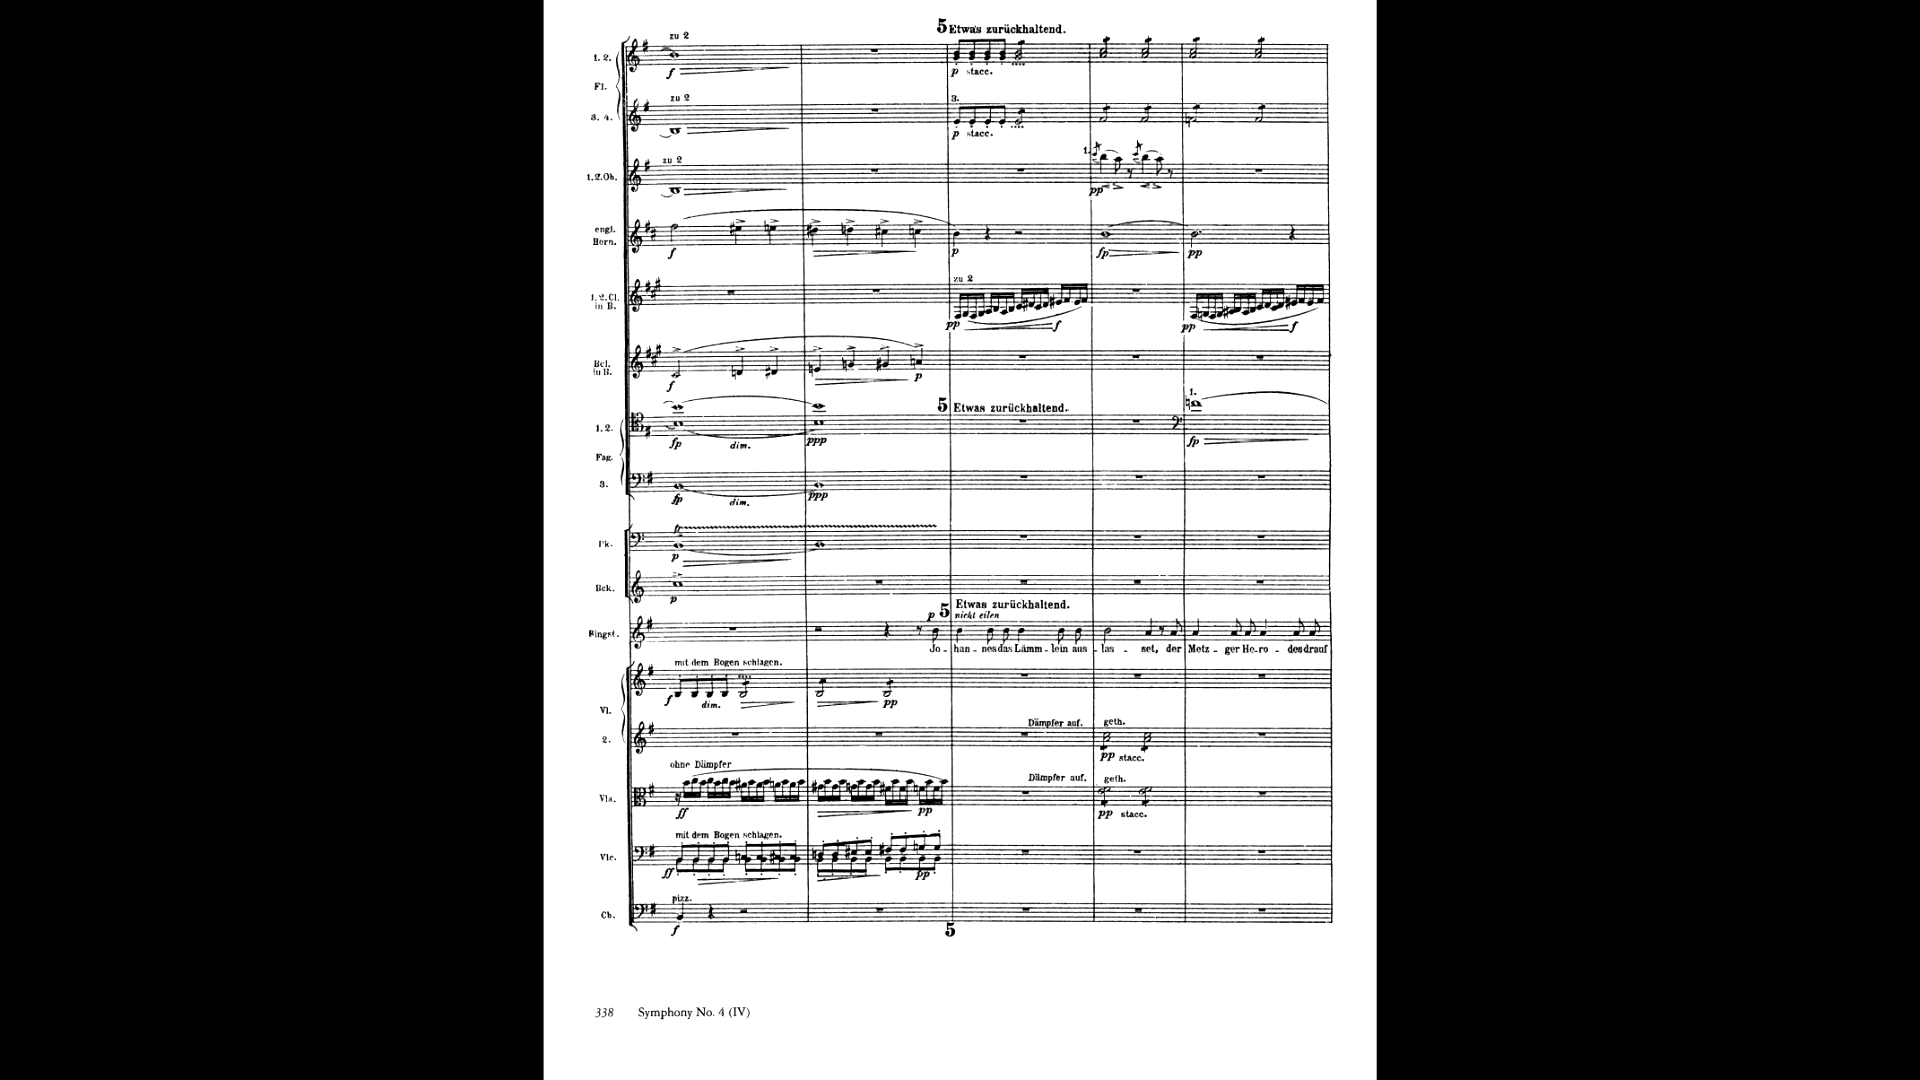 5 Etwas zurückhaltend.
zu 2
1. 2.
f
p stacc.
Fl.
zu 2
3.
3. 4.
p stacc.
zu 2
1.
1.2.Ob.
pp
engl.
Horn.
f
p
fp
pp
zu 2
1. 2. Cl.
in B.
pp
f
pp
f
Bcl.
in B.
f
p
5 Etwas zurückhaltend.
1.
1. 2.
fp
dim.
ppp
fp
Fag.
3.
fp
dim.
ppp
Pk.
p
Bek.
p
5 Etwas zurückhaltend.
p
nicht eilen
Singst.
Jo - han - nes das Lämm - lein aus - las - set, der Metz - ger He-ro - des drauf
mit dem Bogen schlagen.
f
dim.
pp
Vl.
Dämpfer auf.
geth.
2.
pp stacc.
ohne Dämpfer
Dämpfer auf.
geth.
Vla.
ff
pp
pp stacc.
mit dem Bogen schlagen.
Vlc.
ff
pp
pizz.
Cb.
f
5
338 Symphony No. 4 (IV)